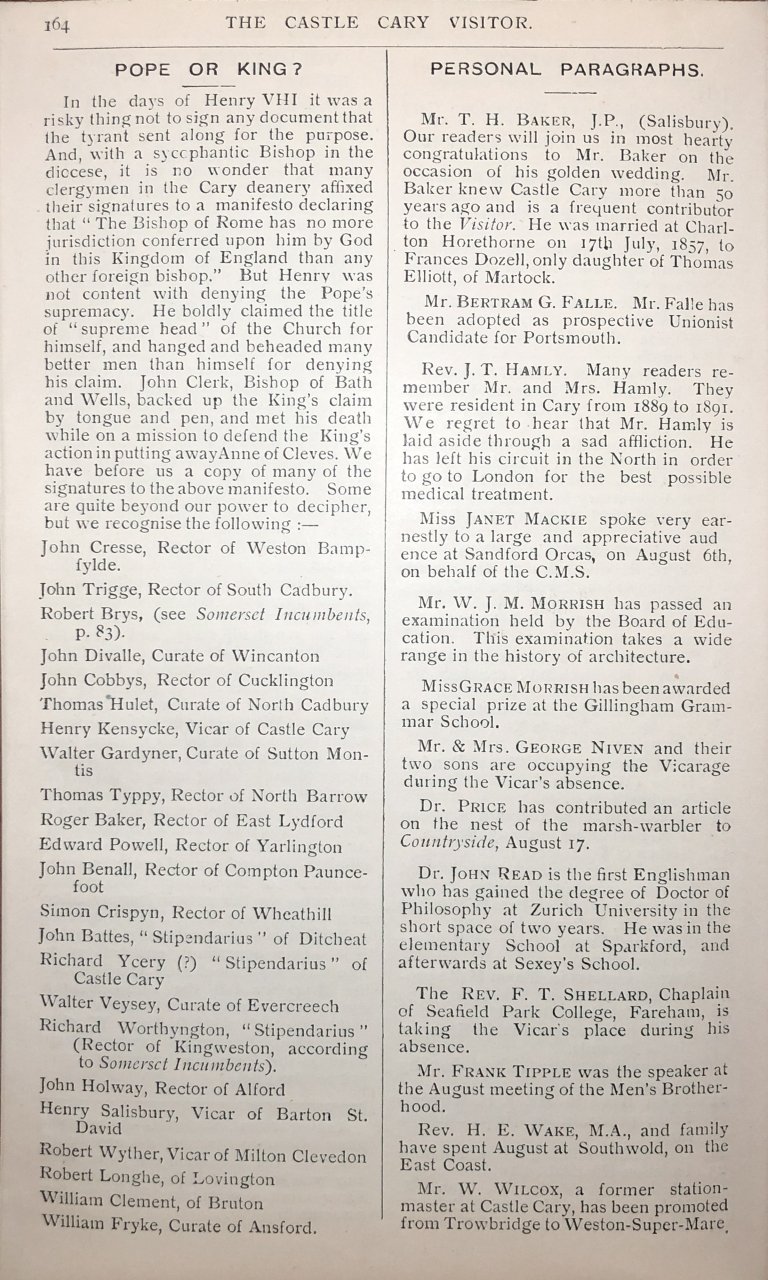 164
THE CASTLE CARY VISITOR.
POPE OR KING?
In the days of Henry VHI it was a
risky thing not to sign any document that
the tyrant sent along for the purpose.
And, with a syccphantic Bishop in the
diccese, it is no wonder that many
clergymen in the Cary deanery affixed
their signatures to a manifesto declaring
that “ The Bishop of Rome has no more
jurisdiction conferred upon him by God
in this Kingdom of England than any
other foreign bishop.” But Henry was
not content with denying the Pope's
supremacy. He boldly claimed the title
of “supreme head” of the Church for
himself, and hanged and beheaded many
better men than himself for denying
his claim. John Clerk, Bishop of Bath
and Wells, backed up the King's claim
by tongue and pen, and met his death
while on a mission to defend the King's
action in putting awayAnne of Cleves. We
have before us a copy of many of the
signatures to the above manifesto. Some
are quite beyond our power to decipher,
but we recognise the following :—
John Cresse, Rector of Weston Bamp-
fylde.
John Trigge, Rector of South Cadbury.
Robert Brys, (see Somerset Incumbents,
p. 83).
John Divalle, Curate of Wincanton
John Cobbys, Rector of Cucklington
Thomas Hulet, Curate of North Cadbury
Henry Kensycke, Vicar of Castle Cary
Walter Gardyner, Curate of Sutton Mon-
tis
Thomas Typpy, Rector of North Barrow
Roger Baker, Rector of East Lydford
Edward Powell, Rector of Yarlington
John Benall, Rector of Compton Paunce-
foot
Simon Crispyn, Rector of Wheathill
John Battes, “ Stipendarius ” of Ditcheat
Richard Ycery (?) “Stipendarius” of
Castle Cary
Walter Veysey, Curate of Evercreech
Richard Worthyngton, “Stipendarius”
(Rector of Kingweston, according
to Somerset Incumbents).
John Holway, Rector of Alford
Henry Salisbury, Vicar of Barton St.
David
Robert Wyther, Vicar of Milton Clevedon
Robert Longhe, of Lovington
William Clement, of Bruton
William Fryke, Curate of Ansford.
PERSONAL PARAGRAPHS.
Mr. T. H. BAKER, J.P., (Salisbury).
Our readers will join us in most hearty
congratulations to Mr. Baker on the
occasion of his golden wedding. Mr.
Baker knew Castle Cary more than 50
years ago and is a frequent contributor
to the Visitor. He was married at Charl-
ton Horethorne on 17th July, 1857, to
Frances Dozell, only daughter of Thomas
Elliott, of Martock.
Mr. BERTRAM G. FALLE. Mr. Falle has
been adopted as prospective Unionist
Candidate for Portsmouth.
Rev. J. T. HAMLY. Many readers re-
member Mr. and Mrs. Hamly. They
were resident in Cary from 1889 to 1891.
We regret to hear that Mr. Hamly is
laid aside through a sad affliction. He
has left his circuit in the North in order
to go to London for the best possible
medical treatment.
Miss JANET MACKIE spoke very ear-
nestly to a large and appreciative aud
ence at Sandford Orcas, on August 6th,
on behalf of the C.M.S.
Mr. W. J. M. MORRISH has passed an
examination held by the Board of Edu-
cation. This examination takes a wide
range in the history of architecture.
Miss GRACE MORRISH has been awarded
a special prize at the Gillingham Gram-
mar School.
Mr. & Mrs. GEORGE NIVEN and their
two sons are occupying the Vicarage
during the Vicar's absence.
Dr. PRICE has contributed an article
on the nest of the marsh-warbler to
Countryside, August 17.
Dr. JOHN READ is the first Englishman
who has gained the degree of Doctor of
Philosophy at Zurich University in the
short space of two years. He was in the
elementary School at Sparkford, and
afterwards at Sexey's School.
The REV. F. T. SHELLARD, Chaplain
of Seafield Park College, Fareham, is
taking the Vicar's place during his
absence.
Mr. FRANK TIPPLE was the speaker at
the August meeting of the Men's Brother-
hood.
Rev. H. E. WAKE, M.A., and family
have spent August at Southwold, on the
East Coast.
Mr. W. WILCOX, a former station-
master at Castle Cary, has been promoted
from Trowbridge to Weston-Super-Mare.